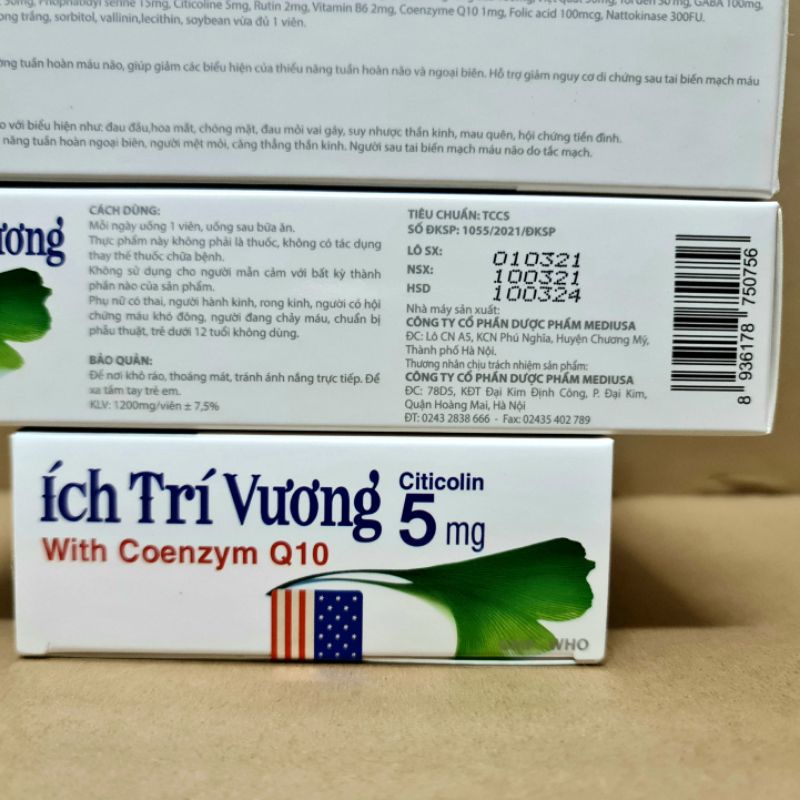 30mg, Phophatidyl serine 15mg, Citicoline 5mg, Rutin 2mg, Vitamin B6 2mg, Coenzyme Q10 1mg, Folic acid 100mcg, Nattokinase 300FU.
trắng, sorbitol, vallinin,lecithin, soybean vừa đủ 1 viên.
tuần hoàn máu não, giúp giảm các biểu hiện của thiểu năng tuần hoàn não và ngoại biên. Hỗ trợ giảm nguy cơ di chứng sau tai biến mạch máu
với biểu hiện như: đau đầu,hoa mắt, chóng mặt, đau mỏi vai gáy, suy nhược thần kinh, mau quên, hội chứng tiền đình.
năng tuần hoàn ngoại biên, người mệt mỏi, căng thẳng thần kinh. Người sau tai biến mạch máu não do tắc mạch.
ương
CÁCH DÙNG:
Mỗi ngày uống 1 viên, uống sau bữa ăn.
Thực phẩm này không phải là thuốc, không có tác dụng
thay thế thuốc chữa bệnh.
Không sử dụng cho người mẫn cảm với bất kỳ thành
phần nào của sản phẩm.
Phụ nữ có thai, người hành kinh, rong kinh, người có hội
chứng máu khó đông, người đang chảy máu, chuẩn bị
phẫu thuật, trẻ dưới 12 tuổi không dùng.
BẢO QUẢN:
Để nơi khô ráo, thoáng mát, tránh ánh nắng trực tiếp. Để
xa tầm tay trẻ em.
KLV: 1200mg/viên ± 7,5%
TIÊU CHUẨN: TCCS
SỐ ĐKSP: 1055/2021/ĐKSP
LÔ SX: 010321
NSX: 100321
HSD 100324
Nhà máy sản xuất:
CÔNG TY CỔ PHẦN DƯỢC PHẨM MEDIUSA
ĐC: Lô CN A5, KCN Phú Nghĩa, Huyện Chương Mỹ,
Thành phố Hà Nội.
Thương nhân chịu trách nhiệm sản phẩm:
CÔNG TY CỔ PHẦN DƯỢC PHẨM MEDIUSA
ĐC: 78D5, KĐT Đại Kim Định Công, P. Đại Kim,
Quận Hoàng Mai, Hà Nội
ĐT: 0243 2838 666 - Fax: 02435 402 789
8 936178 750756
Ích Trí Vương
Citicolin
5 mg
With Coenzym Q10
WHO